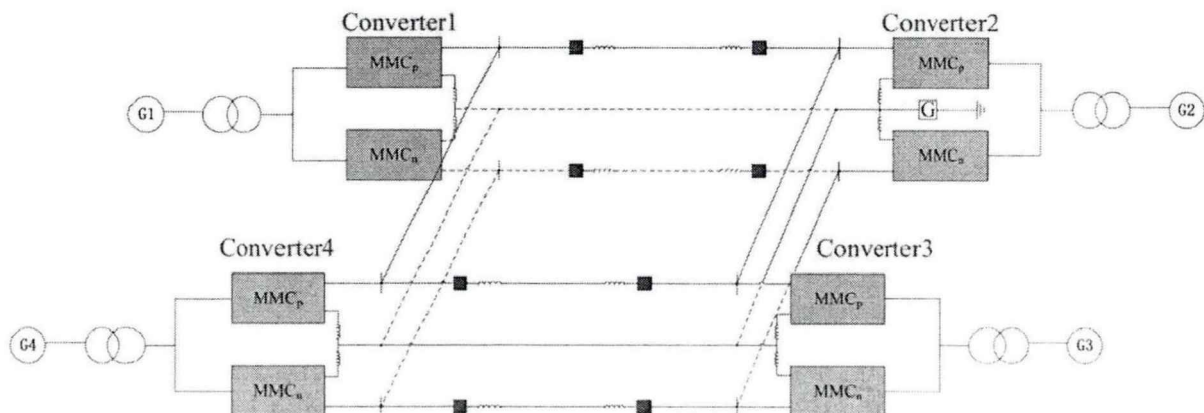 Converter1
Converter2
MMCp
MMCp
G1
G
G2
MMCn
MMCn
Converter4
Converter3
MMCp
MMCp
G4
G3
MMCn
MMCn